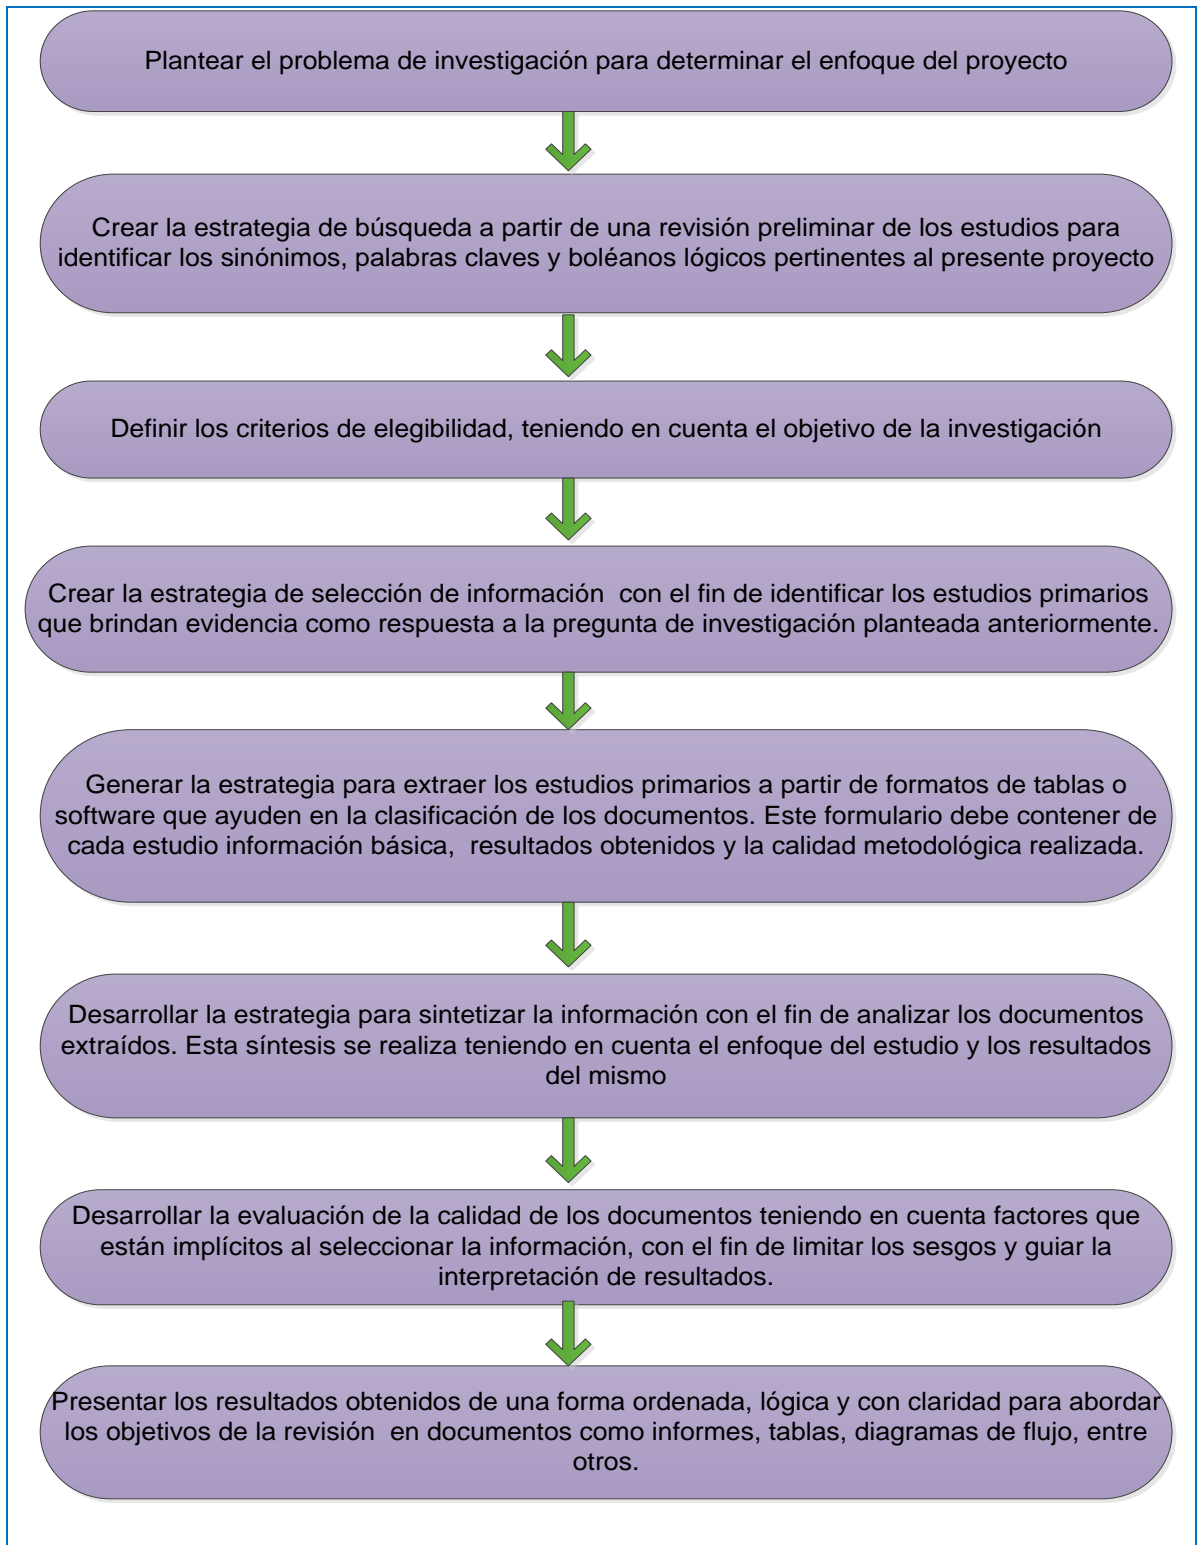 Plantear el problema de investigación para determinar el enfoque del proyecto
Crear la estrategia de búsqueda a partir de una revisión preliminar de los estudios para
identificar los sinónimos, palabras claves y boléanos lógicos pertinentes al presente proyecto
Definir los criterios de elegibilidad, teniendo en cuenta el objetivo de la investigación
Crear la estrategia de selección de información  con el fin de identificar los estudios primarios
que brindan evidencia como respuesta a la pregunta de investigación planteada anteriormente.
Generar la estrategia para extraer los estudios primarios a partir de formatos de tablas o
software que ayuden en la clasificación de los documentos. Este formulario debe contener de
cada estudio información básica,  resultados obtenidos y la calidad metodológica realizada.
Desarrollar la estrategia para sintetizar la información con el fin de analizar los documentos
extraídos. Esta síntesis se realiza teniendo en cuenta el enfoque del estudio y los resultados
del mismo
Desarrollar la evaluación de la calidad de los documentos teniendo en cuenta factores que
están implícitos al seleccionar la información, con el fin de limitar los sesgos y guiar la
interpretación de resultados.
Presentar los resultados obtenidos de una forma ordenada, lógica y con claridad para abordar
los objetivos de la revisión  en documentos como informes, tablas, diagramas de flujo, entre
otros.